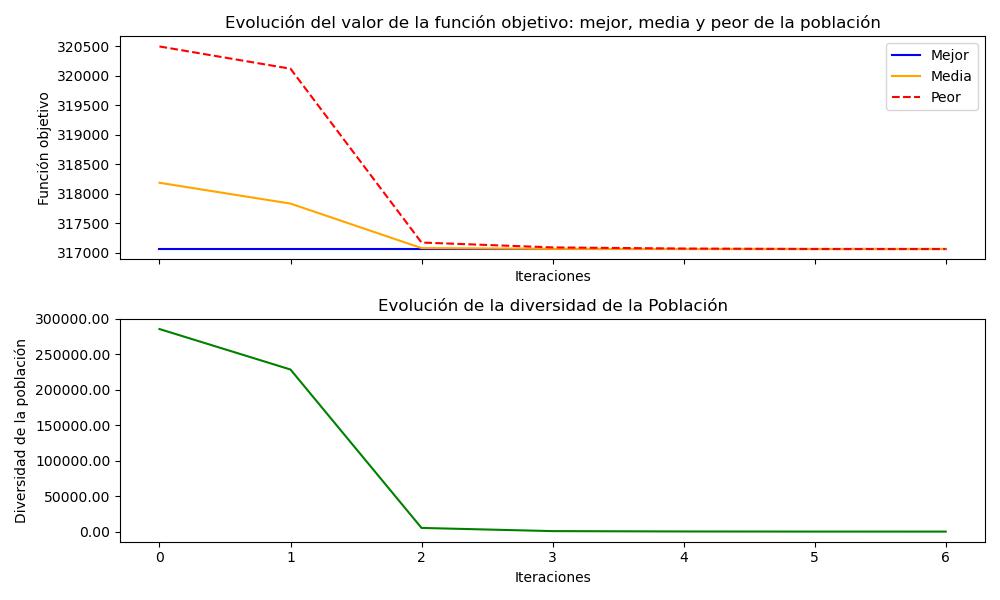 Evolución del valor de la función objetivo: mejor, media y peor de la población
320500
320000
319500
319000
318500
318000
317500
317000
Función objetivo
Mejor
Media
Peor
Iteraciones
Evolución de la diversidad de la Población
300000.00
250000.00
200000.00
150000.00
100000.00
50000.00
0.00
Diversidad de la población
0 1 2 3 4 5 6
Iteraciones